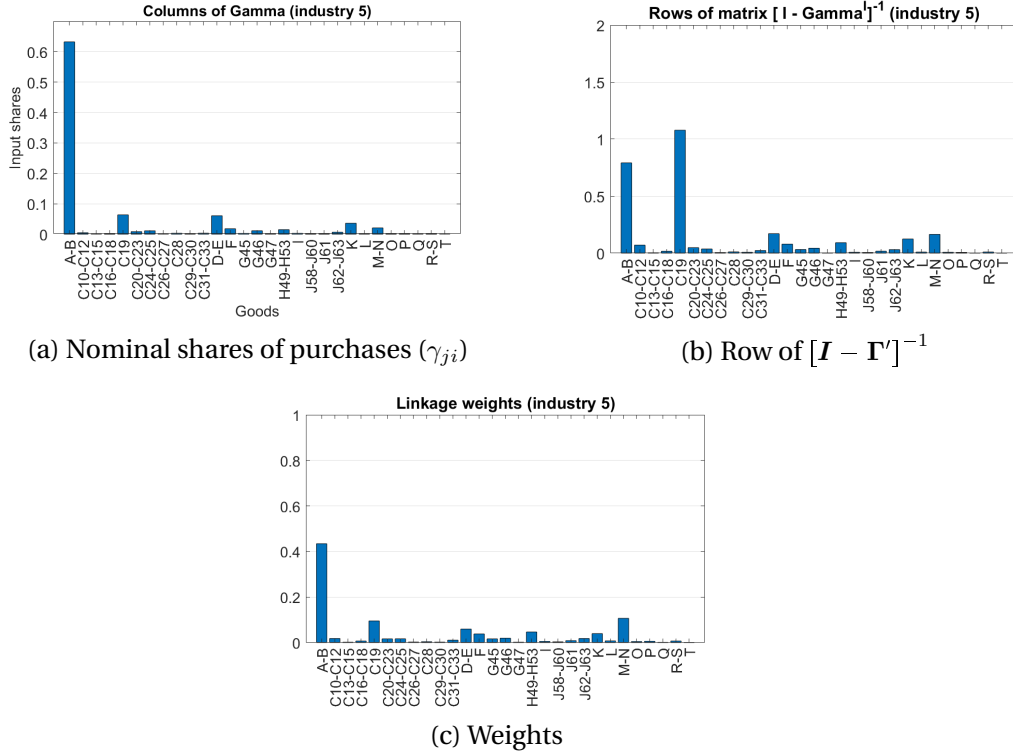 Columns of Gamma (industry 5)
Input shares
0.6
0.5
0.4
0.3
0.2
0.1
0
A-B
C10-C12
C13-C15
C16-C18
C19
C20-C23
C24-C25
C26-C27
C28
C29-C30
C31-C33
D-E
F
G45
G46
G47
H49-H53
I
J58-J60
J61
J62-J63
K
L
M-N
O
P
Q
R-S
T
Goods
(a) Nominal shares of purchases (γji)
Rows of matrix [ I - Gamma^I]^-1 (industry 5)
2
1.5
1
0.5
0
A-B
C10-C12
C13-C15
C16-C18
C19
C20-C23
C24-C25
C26-C27
C28
C29-C30
C31-C33
D-E
F
G45
G46
G47
H49-H53
I
J58-J60
J61
J62-J63
K
L
M-N
O
P
Q
R-S
T
(b) Row of [I − Γ′]^−1
Linkage weights (industry 5)
1
0.8
0.6
0.4
0.2
0
A-B
C10-C12
C13-C15
C16-C18
C19
C20-C23
C24-C25
C26-C27
C28
C29-C30
C31-C33
D-E
F
G45
G46
G47
H49-H53
I
J58-J60
J61
J62-J63
K
L
M-N
O
P
Q
R-S
T
(c) Weights